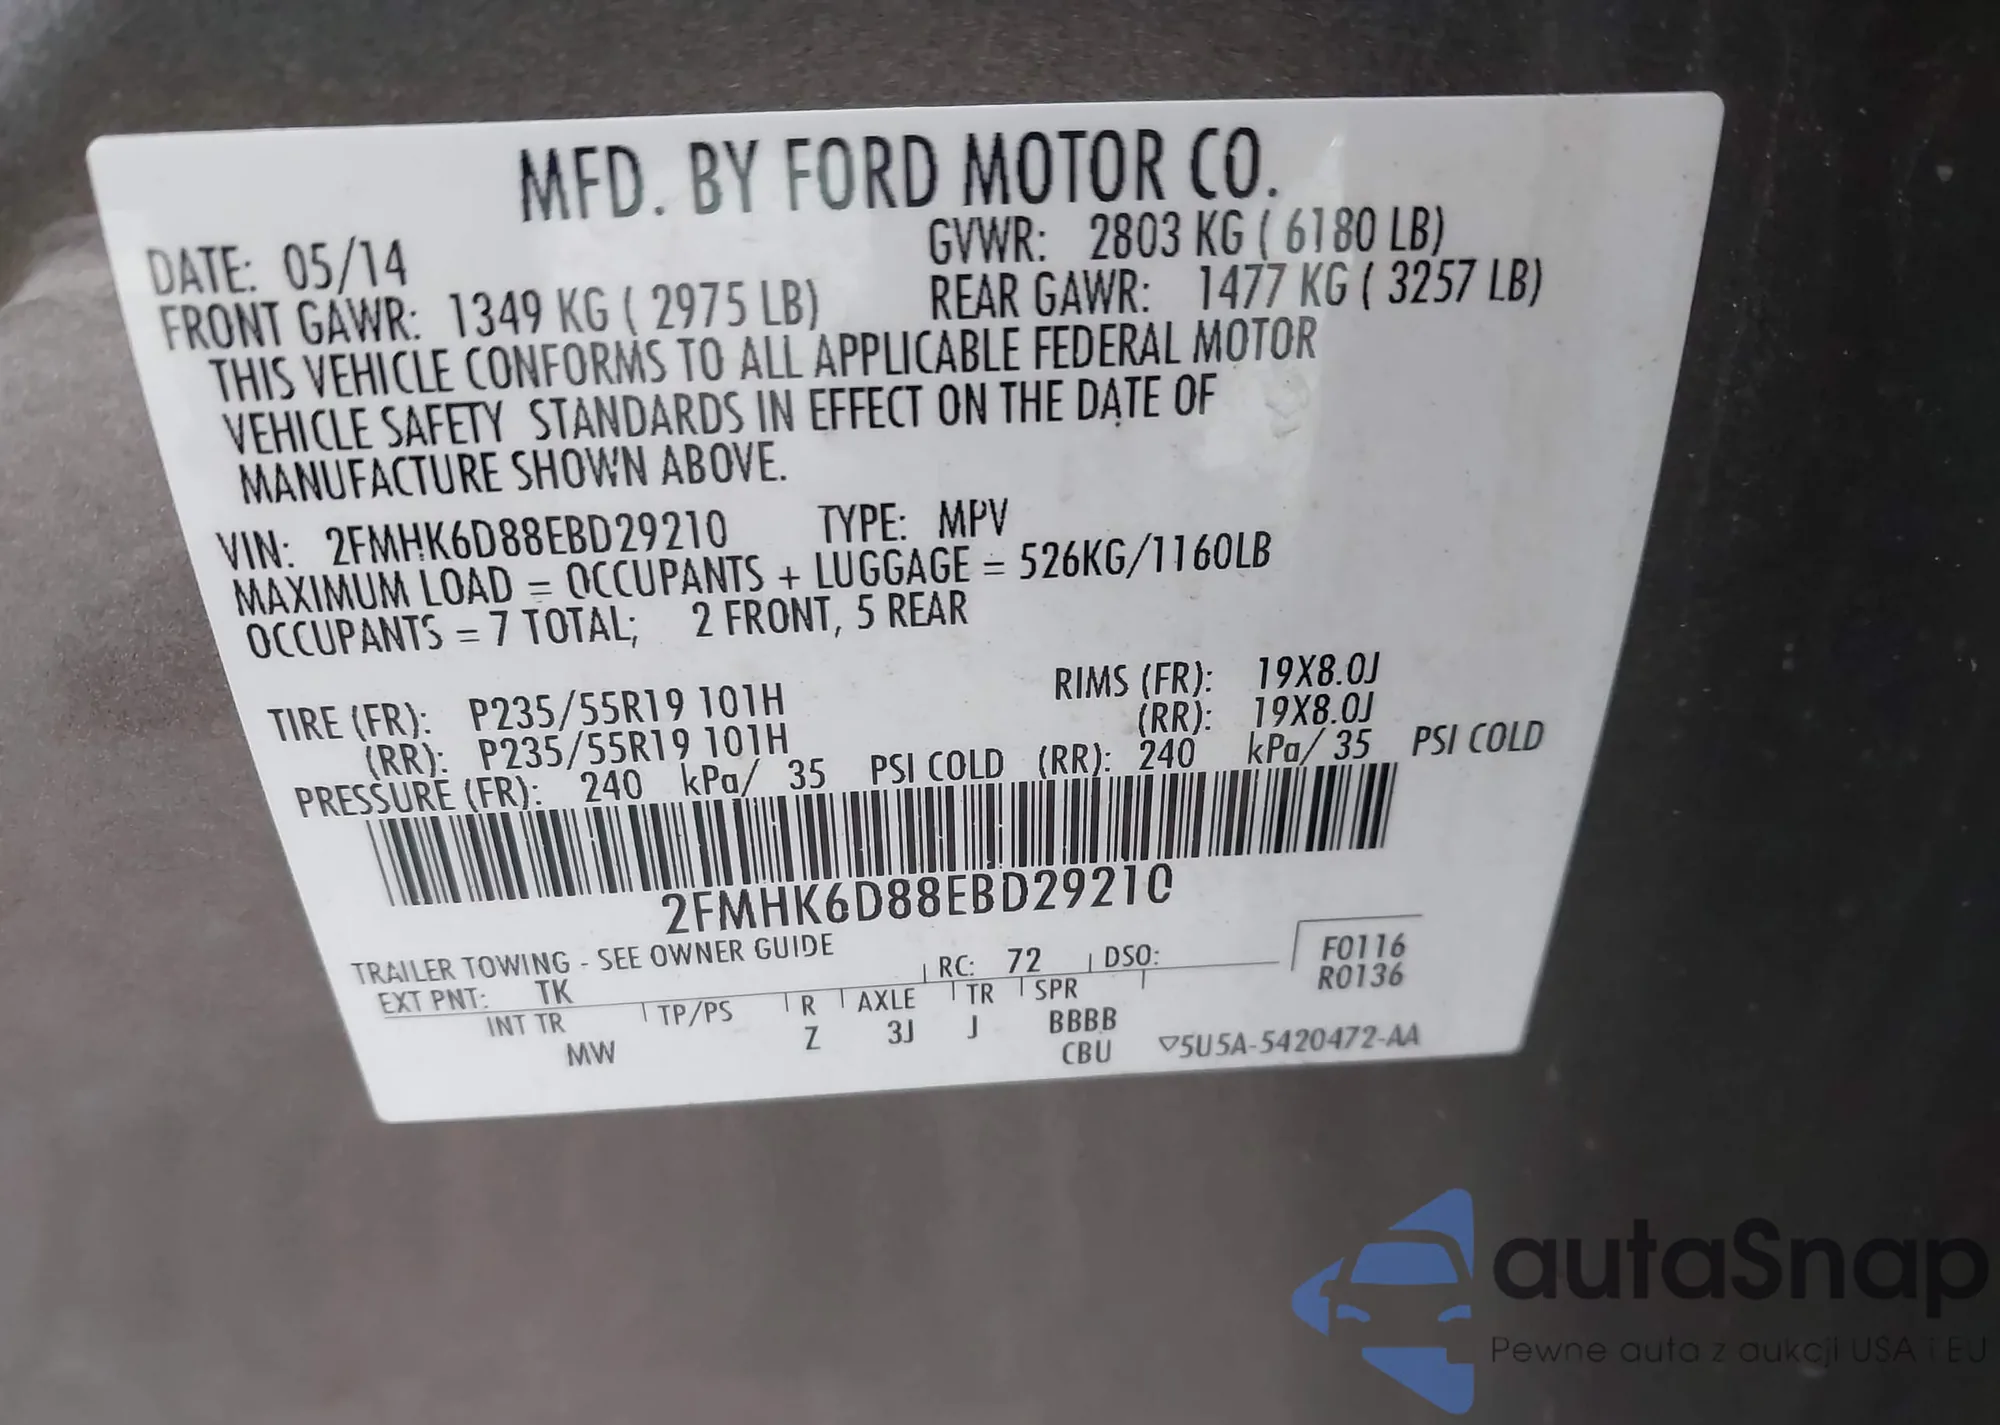 MFD. BY FORD MOTOR CO.
DATE: 05/14 GVWR: 2803 KG ( 6180 LB)
FRONT GAWR: 1349 KG ( 2975 LB) REAR GAWR: 1477 KG ( 3257 LB)
THIS VEHICLE CONFORMS TO ALL APPLICABLE FEDERAL MOTOR
VEHICLE SAFETY STANDARDS IN EFFECT ON THE DATE OF
MANUFACTURE SHOWN ABOVE.
VIN: 2FMHK6D88EBD29210 TYPE: MPV
MAXIMUM LOAD = OCCUPANTS + LUGGAGE = 526KG/1160LB
OCCUPANTS = 7 TOTAL; 2 FRONT, 5 REAR
TIRE (FR): P235/55R19 101H RIMS (FR): 19X8.0J
(RR): P235/55R19 101H (RR): 19X8.0J
PRESSURE (FR): 240 kPa/ 35 PSI COLD (RR): 240 kPa/ 35 PSI COLD
2FMHK6D88EBD29210
TRAILER TOWING - SEE OWNER GUIDE
EXT PNT: TK RC: 72 DSO: F0116
R0136
INT TR TP/PS R AXLE TR SPR
MW Z 3J J BBBB
CBU ▽5U5A-5420472-AA
autaSnap
Pewne auta z aukcji USA i EU